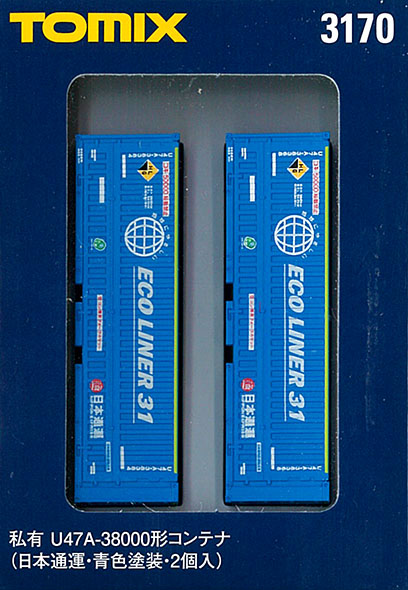 TOMIX 3170
ECO LINER 31
日本通運
ECO LINER 31
日本通運
私有 U47A-38000形コンテナ
(日本通運・青色塗装・2個入)